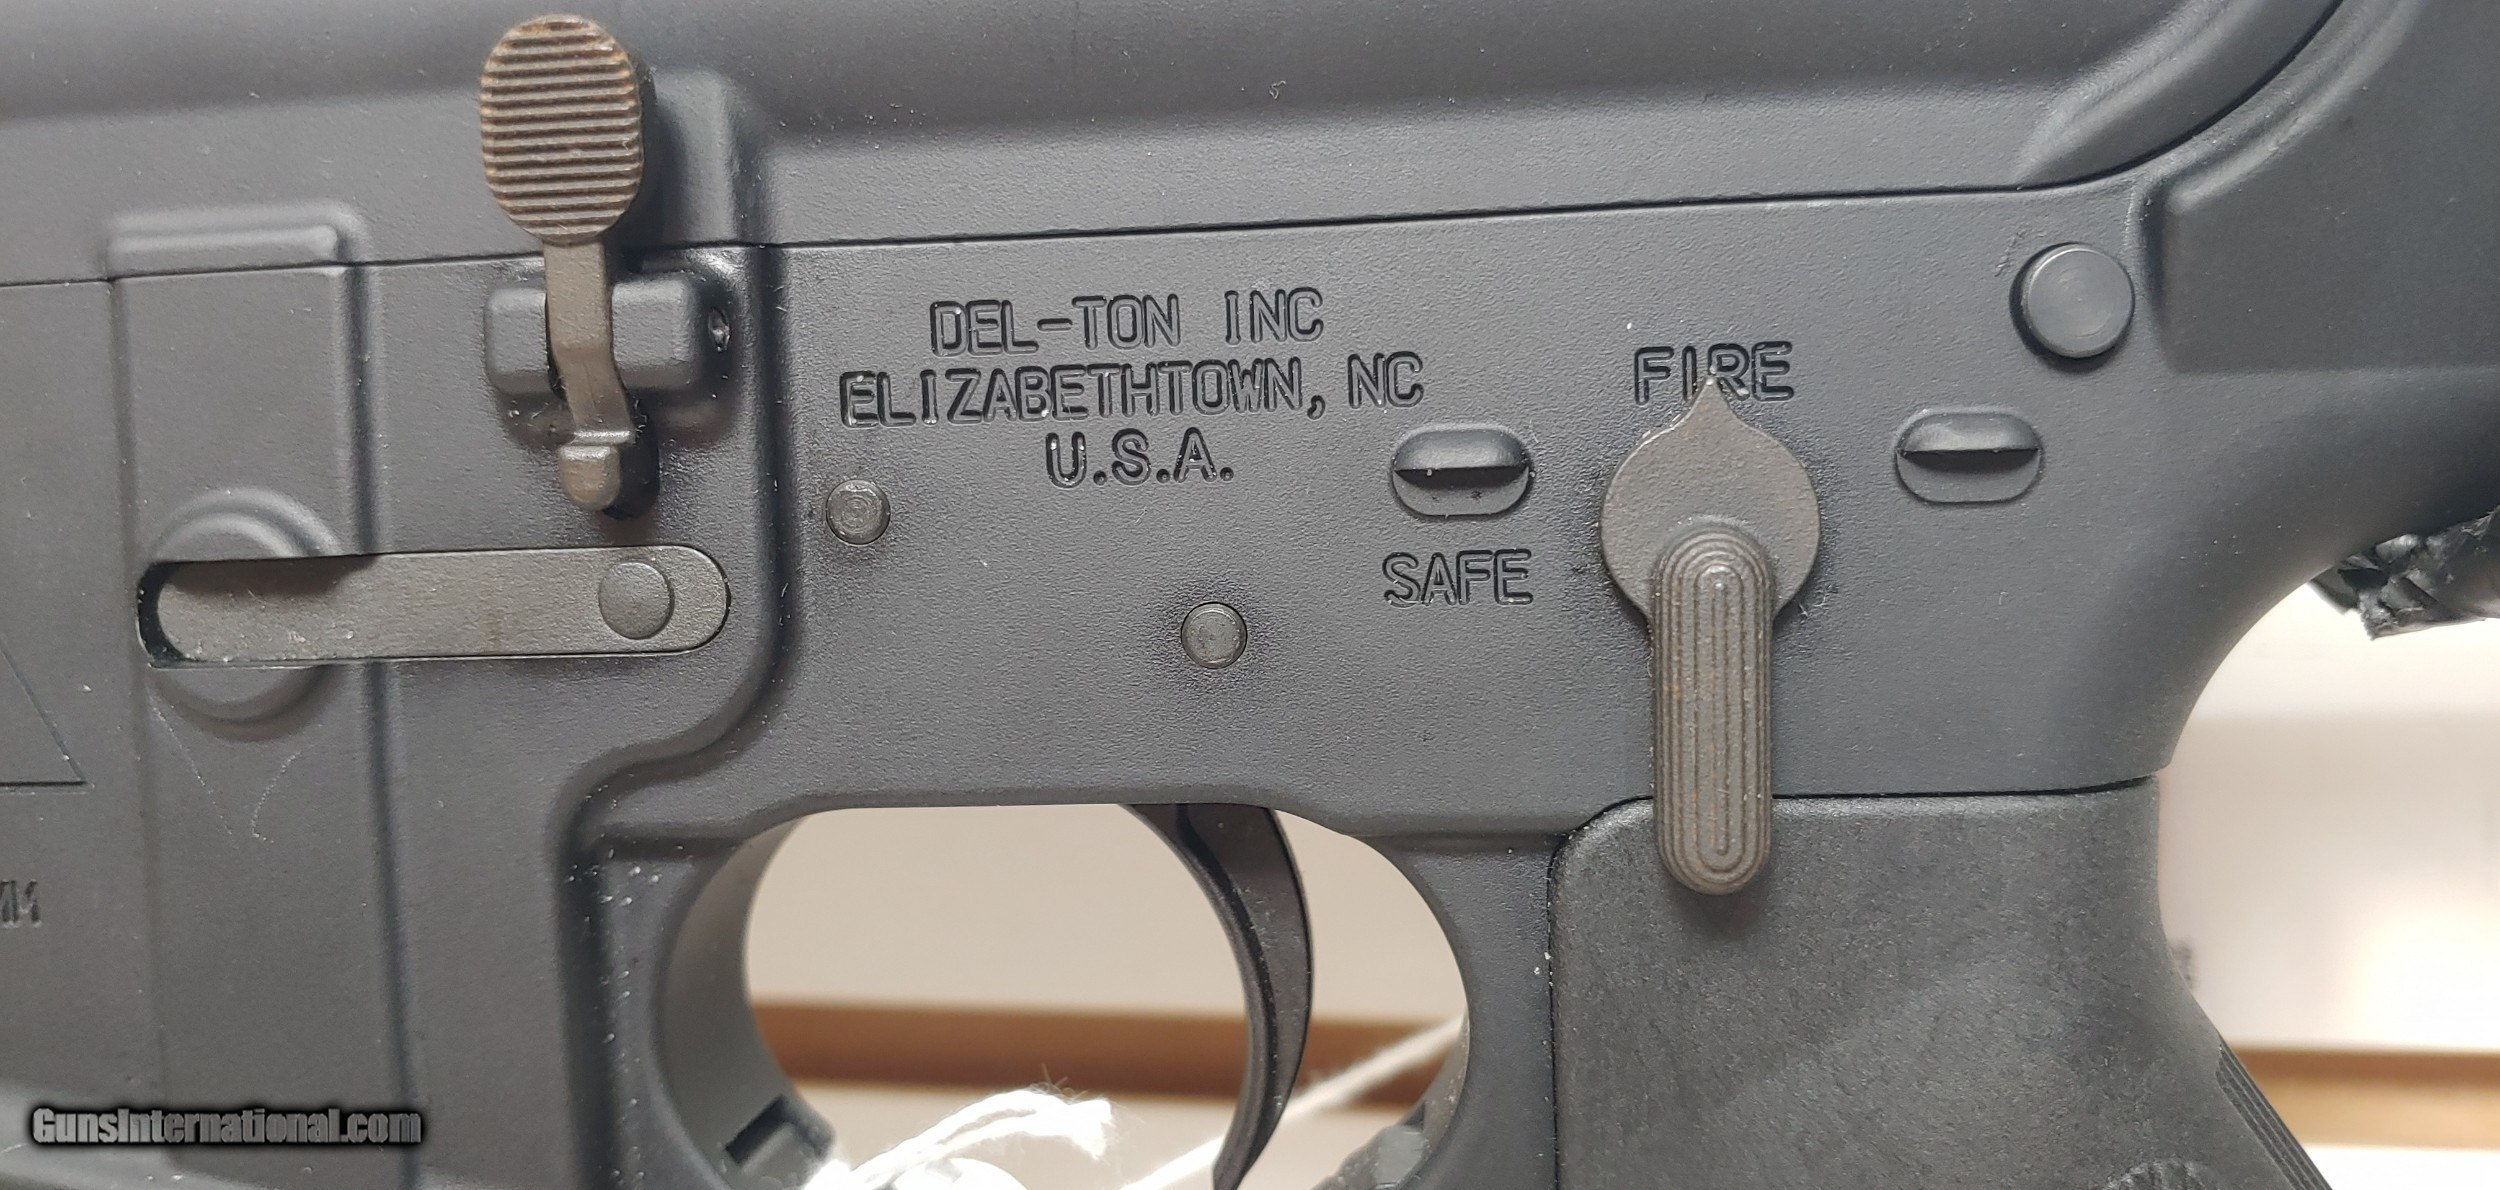 DEL-TON INC
ELIZABETHTOWN, NC
U.S.A.
FIRE
SAFE
GunsInternational.com